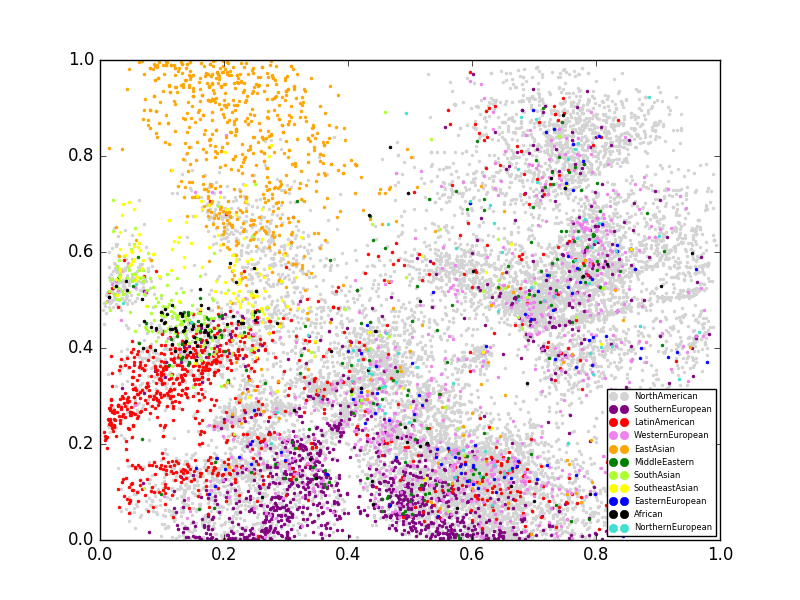 1.0
0.8
0.6
0.4
0.2
0.0
0.0 0.2 0.4 0.6 0.8 1.0
NorthAmerican
SouthernEuropean
LatinAmerican
WesternEuropean
EastAsian
MiddleEastern
SouthAsian
SoutheastAsian
EasternEuropean
African
NorthernEuropean